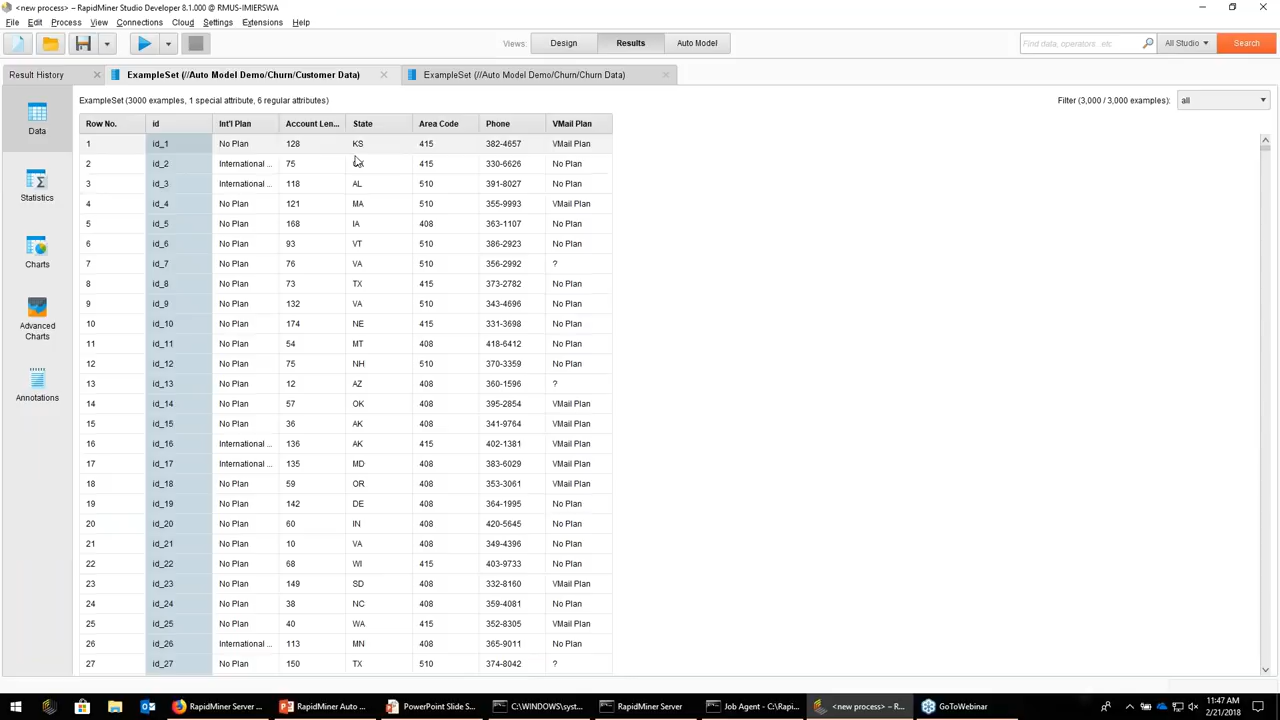 <new process> – RapidMiner Studio Developer 8.1.000 @ RMUS-IMIERSWA
File Edit Process View Connections Cloud Settings Extensions Help
Views: Design Results Auto Model Find data, operators...etc All Studio Search
Result History ExampleSet (//Auto Model Demo/Churn/Customer Data) ExampleSet (//Auto Model Demo/Churn/Churn Data)
Data
Statistics
Charts
Advanced
Charts
Annotations
ExampleSet (3000 examples, 1 special attribute, 6 regular attributes) Filter (3,000 / 3,000 examples): all
Row No. id Int'l Plan Account Len... State Area Code Phone VMail Plan
1 id_1 No Plan 128 KS 415 382-4657 VMail Plan
2 id_2 International ... 75 415 330-6626 No Plan
3 id_3 International ... 118 AL 510 391-8027 No Plan
4 id_4 No Plan 121 MA 510 355-9993 VMail Plan
5 id_5 No Plan 168 IA 408 363-1107 No Plan
6 id_6 No Plan 93 VT 510 386-2923 No Plan
7 id_7 No Plan 76 VA 510 356-2992 ?
8 id_8 No Plan 73 TX 415 373-2782 No Plan
9 id_9 No Plan 132 VA 510 343-4696 No Plan
10 id_10 No Plan 174 NE 415 331-3698 No Plan
11 id_11 No Plan 54 MT 408 418-6412 No Plan
12 id_12 No Plan 75 NH 510 370-3359 No Plan
13 id_13 No Plan 12 AZ 408 360-1596 ?
14 id_14 No Plan 57 OK 408 395-2854 VMail Plan
15 id_15 No Plan 36 AK 408 341-9764 VMail Plan
16 id_16 International ... 136 AK 415 402-1381 VMail Plan
17 id_17 International ... 135 MD 408 383-6029 VMail Plan
18 id_18 No Plan 59 OR 408 353-3061 VMail Plan
19 id_19 No Plan 142 DE 408 364-1995 No Plan
20 id_20 No Plan 60 IN 408 420-5645 No Plan
21 id_21 No Plan 10 VA 408 349-4396 No Plan
22 id_22 No Plan 68 WI 415 403-9733 No Plan
23 id_23 No Plan 149 SD 408 332-8160 VMail Plan
24 id_24 No Plan 38 NC 408 359-4081 No Plan
25 id_25 No Plan 40 WA 415 352-8305 VMail Plan
26 id_26 International ... 113 MN 408 365-9011 No Plan
27 id_27 No Plan 150 TX 510 374-8042 ?
RapidMiner Server ... RapidMiner Auto ... PowerPoint Slide S... C:\WINDOWS\syst... RapidMiner Server Job Agent - C:\Rapi... <new process> – R... GoToWebinar 11:47 AM
2/21/2018